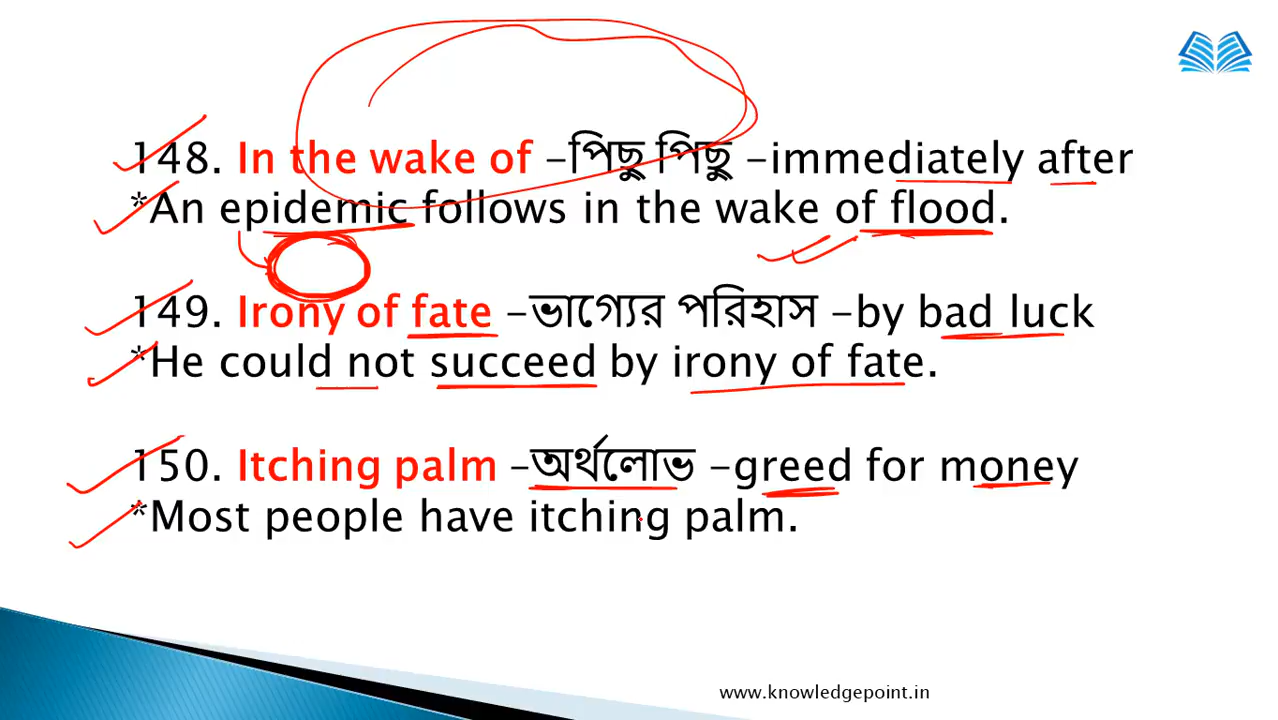 148. In the wake of -পিছু পিছু -immediately after
*An epidemic follows in the wake of flood.
149. Irony of fate -ভাগ্যের পরিহাস -by bad luck
*He could not succeed by irony of fate.
150. Itching palm -অর্থলোভ -greed for money
*Most people have itching palm.
www.knowledgepoint.in